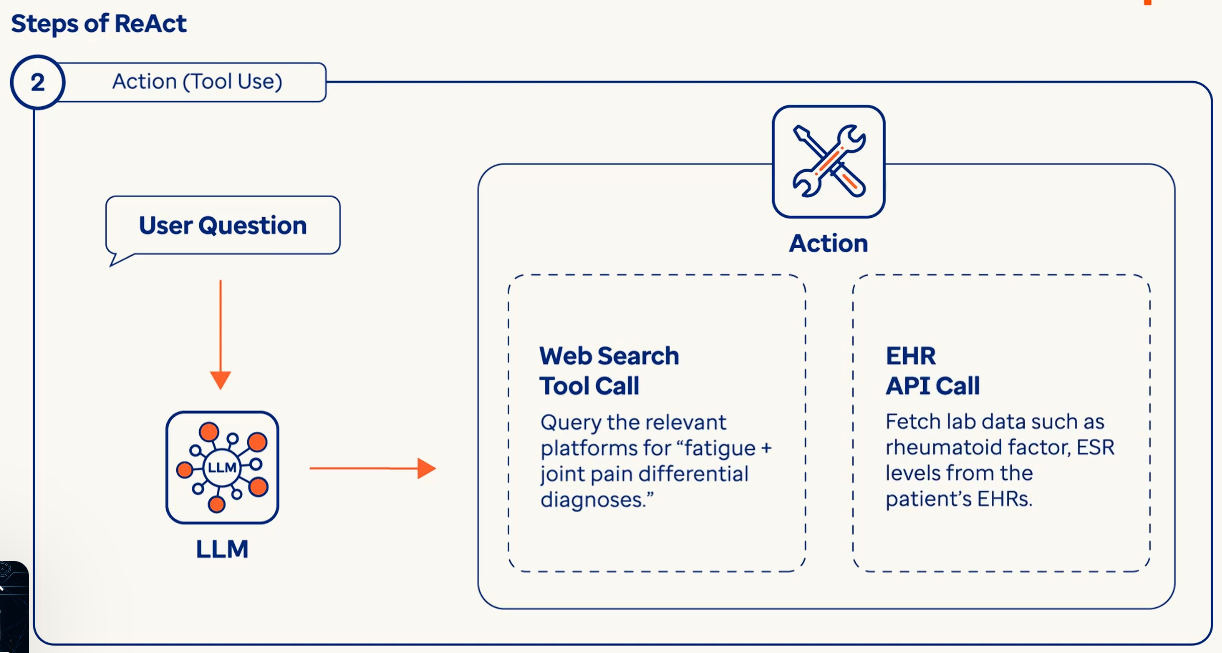 Steps of ReAct
2
Action (Tool Use)
User Question
LLM
LLM
Action
Web Search
Tool Call
Query the relevant
platforms for “fatigue +
joint pain differential
diagnoses.”
EHR
API Call
Fetch lab data such as
rheumatoid factor, ESR
levels from the
patient’s EHRs.